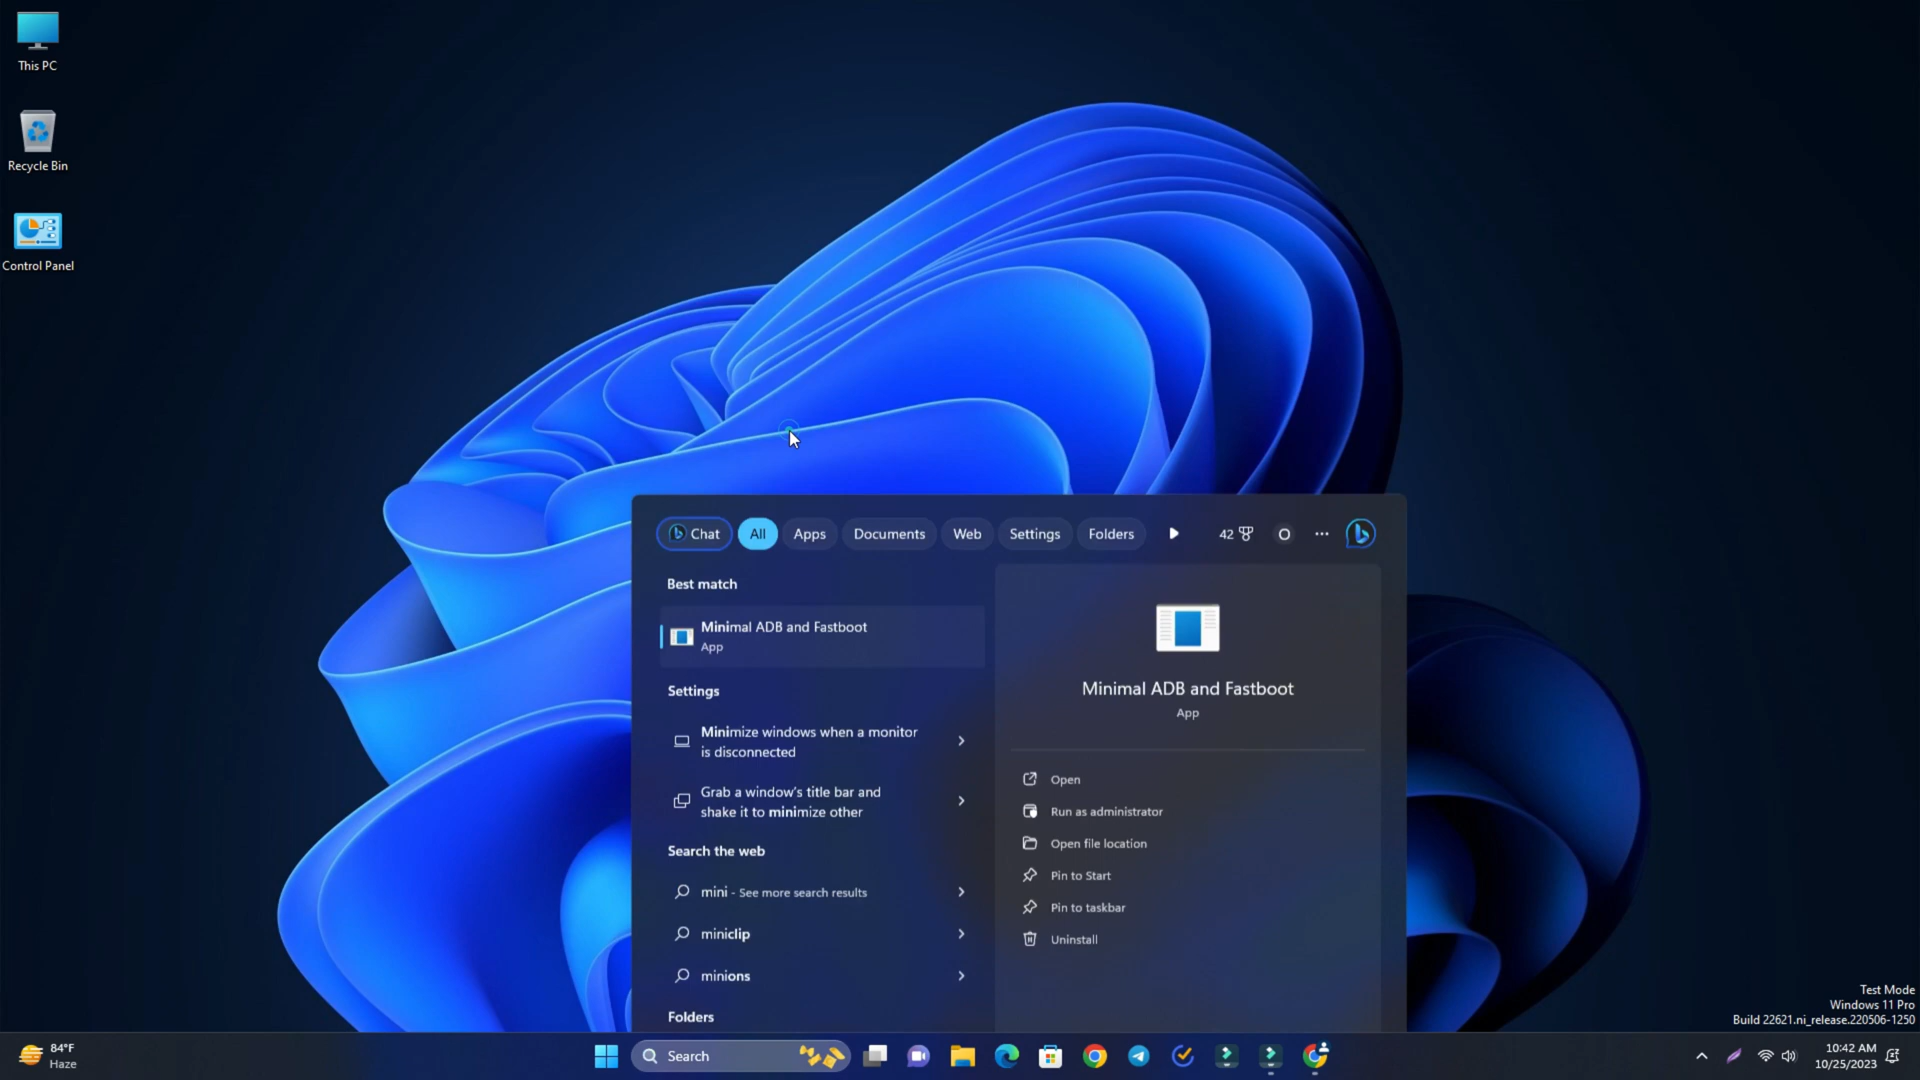 This PC
Recycle Bin
Control Panel
Chat
All
Apps
Documents
Web
Settings
Folders
42
O
Best match
Minimal ADB and Fastboot
App
Settings
Minimize windows when a monitor
is disconnected
Grab a window's title bar and
shake it to minimize other
Search the web
mini - See more search results
miniclip
minions
Folders
Minimal ADB and Fastboot
App
Open
Run as administrator
Open file location
Pin to Start
Pin to taskbar
Uninstall
Test Mode
Windows 11 Pro
Build 22621.ni_release.220506-1250
84°F
Haze
Search
10:42 AM
10/25/2023